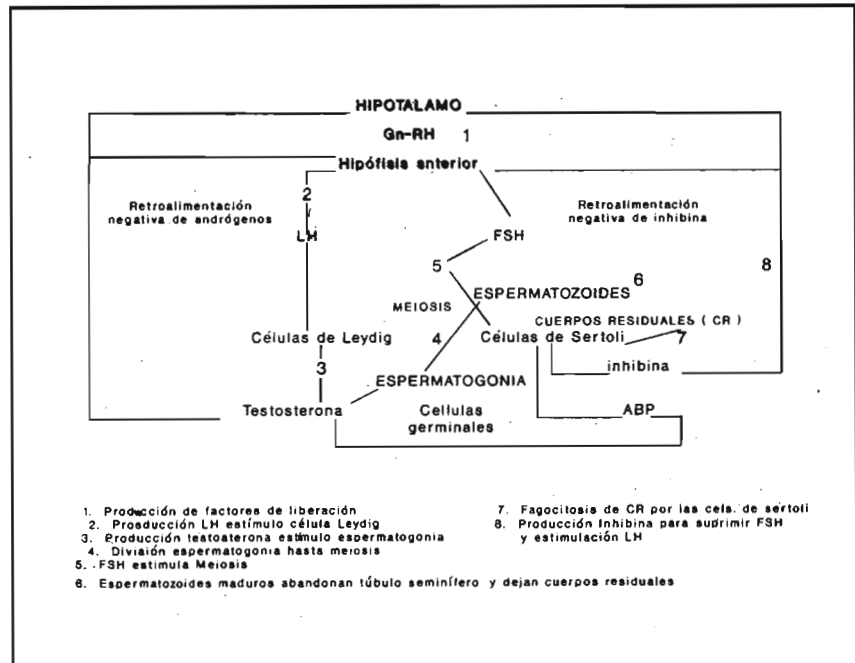 HIPOTALAMO
Gn-RH 1
Hipófisis anterior
2
Retroalimentación
negativa de andrógenos
Retroalimentación
negativa de inhibina
LH
FSH
5
8
6
ESPERMATOZOIDES
MEIOSIS
CUERPOS RESIDUALES ( CR )
4
Células de Leydig
Células de Sertoli
7
3
inhibina
ESPERMATOGONIA
Testosterona
Cellulas
germinales
ABP
1. Producción de factores de liberación
2. Prosducción LH estímulo célula Leydig
3. Producción testoaterona estímulo espermatogonia
4. División espermatogonia hasta meiosis
5. FSH estimula Meiosis
6. Espermatozoides maduros abandonan túbulo seminífero y dejan cuerpos residuales
7. Fagocitosis de CR por las cels. de sertoli
8. Producción Inhibina para suprimir FSH
y estimulación LH